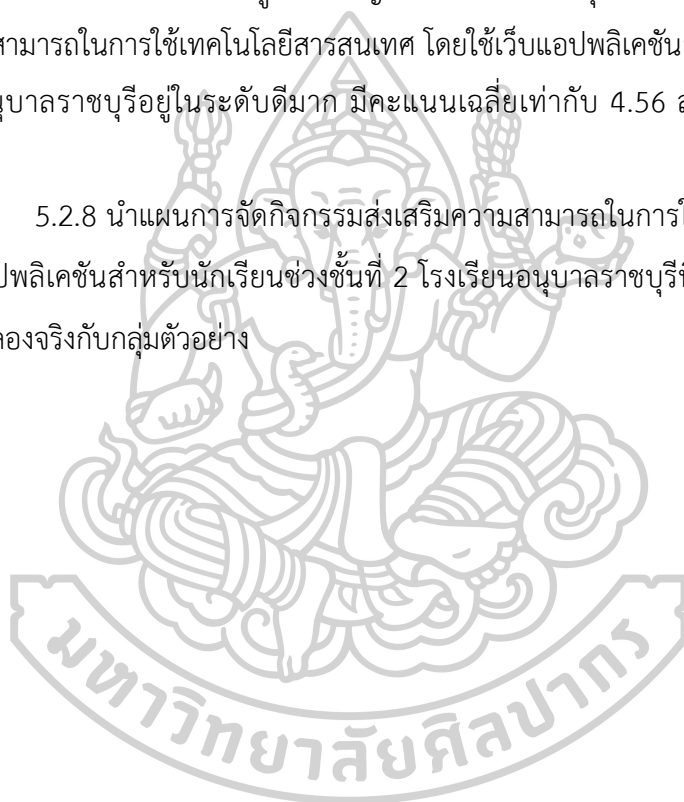 สามารถในการใช้เทคโนโลยีสารสนเทศ โดยใช้เว็บแอปพลิเคชัน
นุบาลราชบุรีอยู่ในระดับดีมาก มีคะแนนเฉลี่ยเท่ากับ 4.56
5.2.8 นำแผนการจัดกิจกรรมส่งเสริมความสามารถในการใ
ปพลิเคชันสำหรับนักเรียนช่วงชั้นที่ 2 โรงเรียนอนุบาลราชบุรี
ลองจริงกับกลุ่มตัวอย่าง
มหาวิทยาลัยศิลปากร